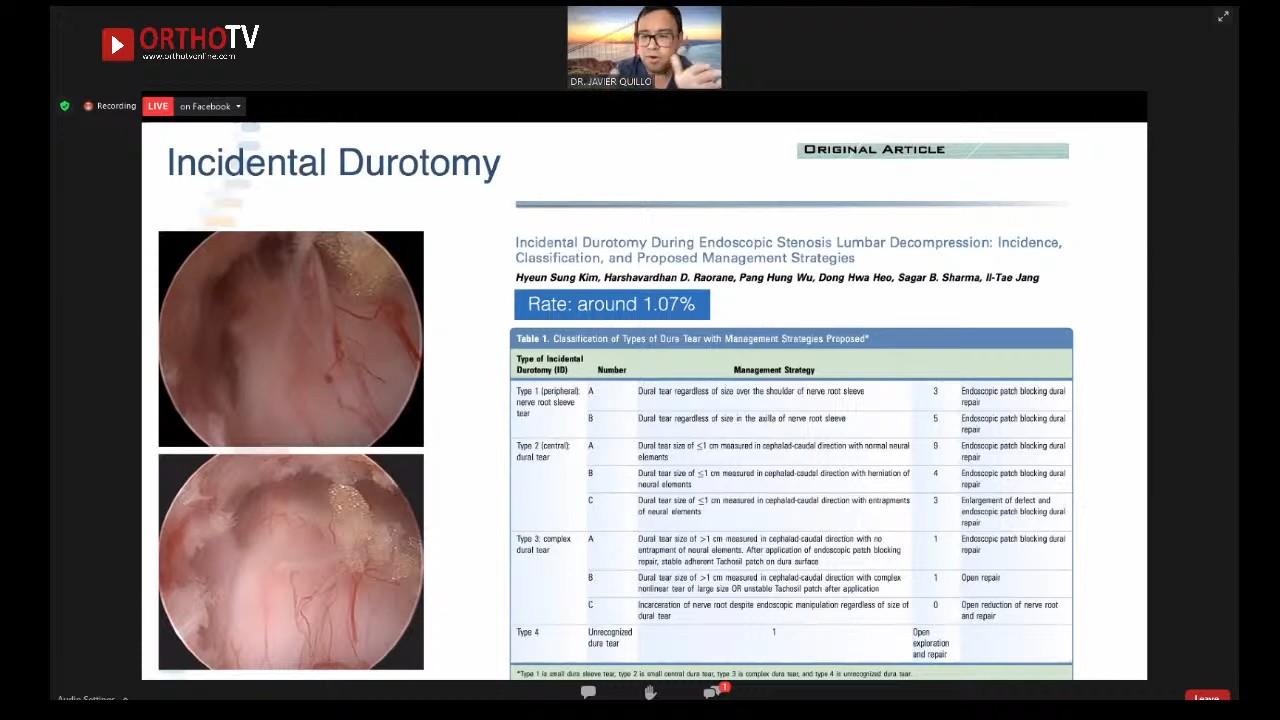 ORTHOTV
www.orthotvonline.com
DR. JAVIER QUILLO
Recording
LIVE
on Facebook
Incidental Durotomy
ORIGINAL ARTICLE
Incidental Durotomy During Endoscopic Stenosis Lumbar Decompression: Incidence,
Classification, and Proposed Management Strategies
Hyeun Sung Kim, Harshavardhan D. Raorane, Pang Hung Wu, Dong Hwa Heo, Sagar B. Sharma, Il-Tae Jang
Rate: around 1.07%
Table 1. Classification of Types of Dura Tear with Management Strategies Proposed*
Type of Incidental
Durotomy (ID) Number Management Strategy
Type 1 (peripheral): A Dural tear regardless of size over the shoulder of nerve root sleeve 3 Endoscopic patch blocking dural
nerve root sleeve repair
tear
B Dural tear regardless of size in the axilla of nerve root sleeve 5 Endoscopic patch blocking dural
repair
Type 2 (central): A Dural tear size of ≤1 cm measured in cephalad-caudal direction with normal neural 9 Endoscopic patch blocking dural
dural tear elements repair
B Dural tear size of ≤1 cm measured in cephalad-caudal direction with herniation of 4 Endoscopic patch blocking dural
neural elements repair
C Dural tear size of ≤1 cm measured in cephalad-caudal direction with entrapments 3 Enlargement of defect and
of neural elements endoscopic patch blocking dural
repair
Type 3: complex A Dural tear size of >1 cm measured in cephalad-caudal direction with no 1 Endoscopic patch blocking dural
dural tear entrapment of neural elements. After application of endoscopic patch blocking repair
repair, stable adherent Tachosil patch on dura surface
B Dural tear size of >1 cm measured in cephalad-caudal direction with complex 1 Open repair
nonlinear tear of large size OR unstable Tachosil patch after application
C Incarceration of nerve root despite endoscopic manipulation regardless of size of 0 Open reduction of nerve root
dural tear and repair
Type 4 Unrecognized 1 Open
dura tear exploration
and repair
*Type 1 is small dura sleeve tear, type 2 is small central dura tear, type 3 is complex dura tear, and type 4 is unrecognized dura tear.
1
Audio Settings
Leave